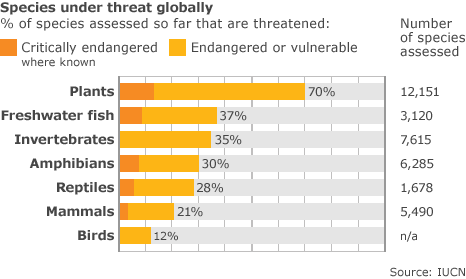 Species under threat globally
% of species assessed so far that are threatened:
Number of species assessed
Critically endangered where known
Endangered or vulnerable
Plants 70% 12,151
Freshwater fish 37% 3,120
Invertebrates 35% 7,615
Amphibians 30% 6,285
Reptiles 28% 1,678
Mammals 21% 5,490
Birds 12% n/a
Source: IUCN